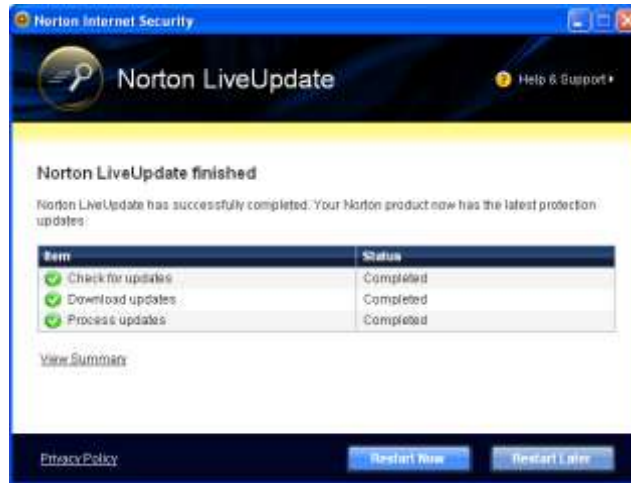 Norton Internet Security
Norton LiveUpdate
Help & Support
Norton LiveUpdate finished
Norton LiveUpdate has successfully completed. Your Norton product now has the latest protection
updates
Item Status
Check for updates Completed
Download updates Completed
Process updates Completed
View Summary
Privacy Policy Restart Now Restart Later